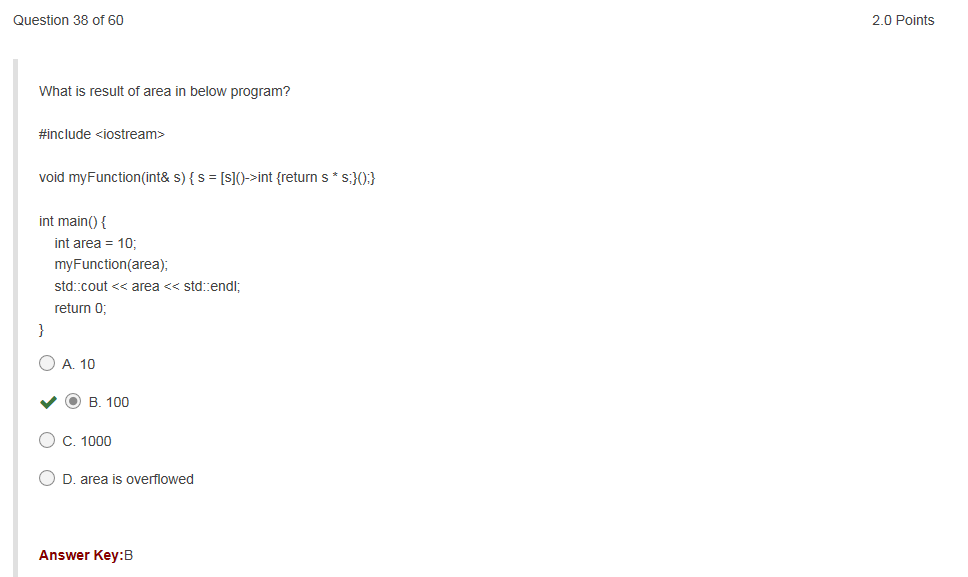 Question 38 of 60
2.0 Points
What is result of area in below program?
#include <iostream>
void myFunction(int& s) { s = [s]()->int {return s * s;}();}
int main() {
int area = 10;
myFunction(area);
std::cout << area << std::endl;
return 0;
}
A. 10
B. 100
C. 1000
D. area is overflowed
Answer Key:B